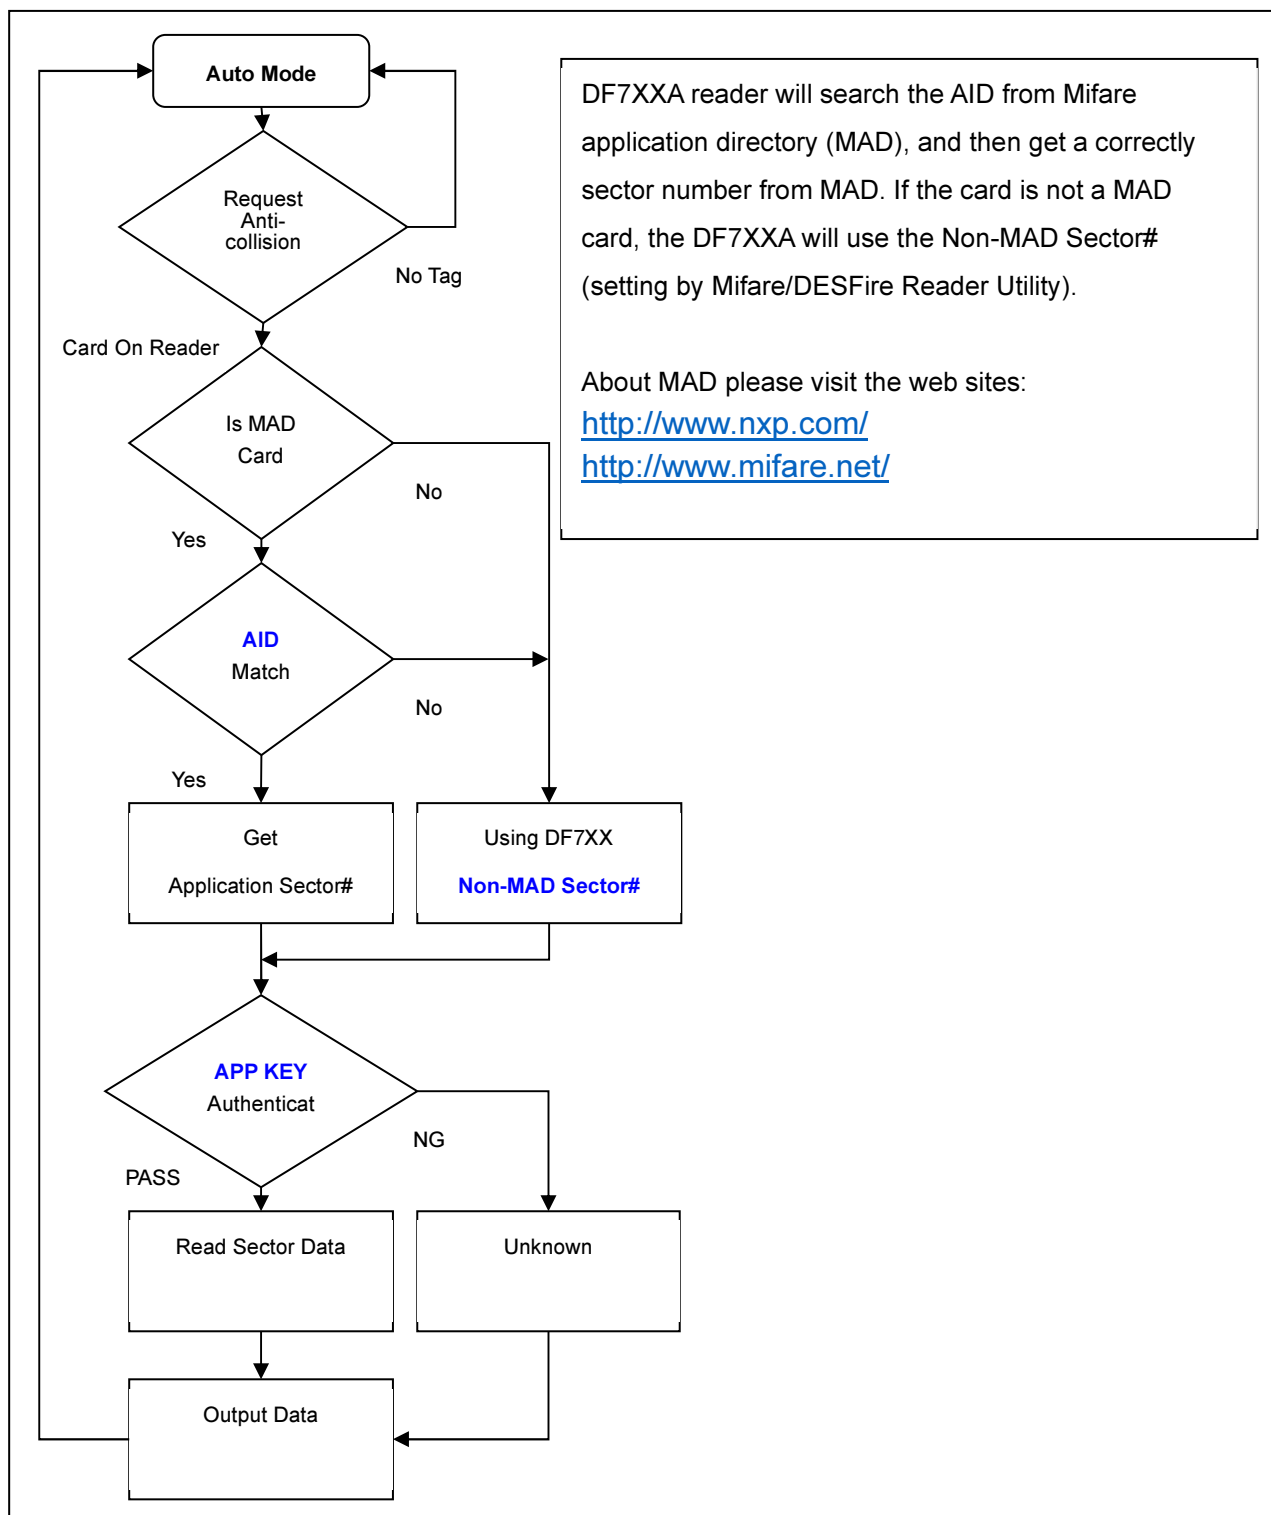 Auto Mode
Request
Anti-
collision
No Tag
Card On Reader
Is MAD
Card
No
Yes
AID
Match
No
Yes
Get
Application Sector#
Using DF7XX
Non-MAD Sector#
APP KEY
Authenticat
NG
PASS
Read Sector Data
Unknown
Output Data
DF7XXA reader will search the AID from Mifare
application directory (MAD), and then get a correctly
sector number from MAD. If the card is not a MAD
card, the DF7XXA will use the Non-MAD Sector#
(setting by Mifare/DESFire Reader Utility).
About MAD please visit the web sites:
http://www.nxp.com/
http://www.mifare.net/